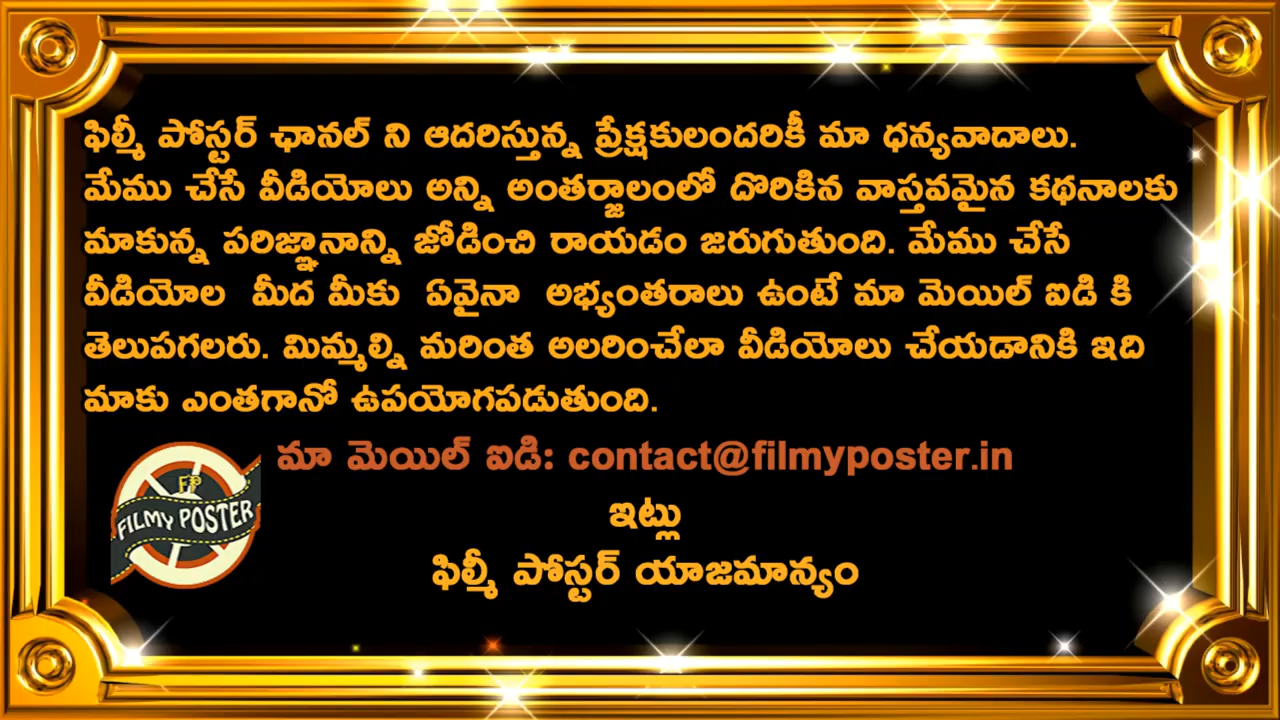 ఫిల్మీ పోస్టర్ ఛానల్ ని ఆదరిస్తున్న ప్రేక్షకులందరికీ మా ధన్యవాదాలు.
మేము చేసే వీడియోలు అన్ని అంతర్జాలంలో దొరికిన వాస్తవమైన కథనాలకు
మాకున్న పరిజ్ఞానాన్ని జోడించి రాయడం జరుగుతుంది. మేము చేసే
వీడియోల మీద మీకు ఏవైనా అభ్యంతరాలు ఉంటే మా మెయిల్ ఐడి కి
తెలుపగలరు. మిమ్మల్ని మరింత అలరించేలా వీడియోలు చేయడానికి ఇది
మాకు ఎంతగానో ఉపయోగపడుతుంది.
మా మెయిల్ ఐడి: contact@filmyposter.in
FP
FILMY POSTER
ఇట్లు
ఫిల్మీ పోస్టర్ యాజమాన్యం